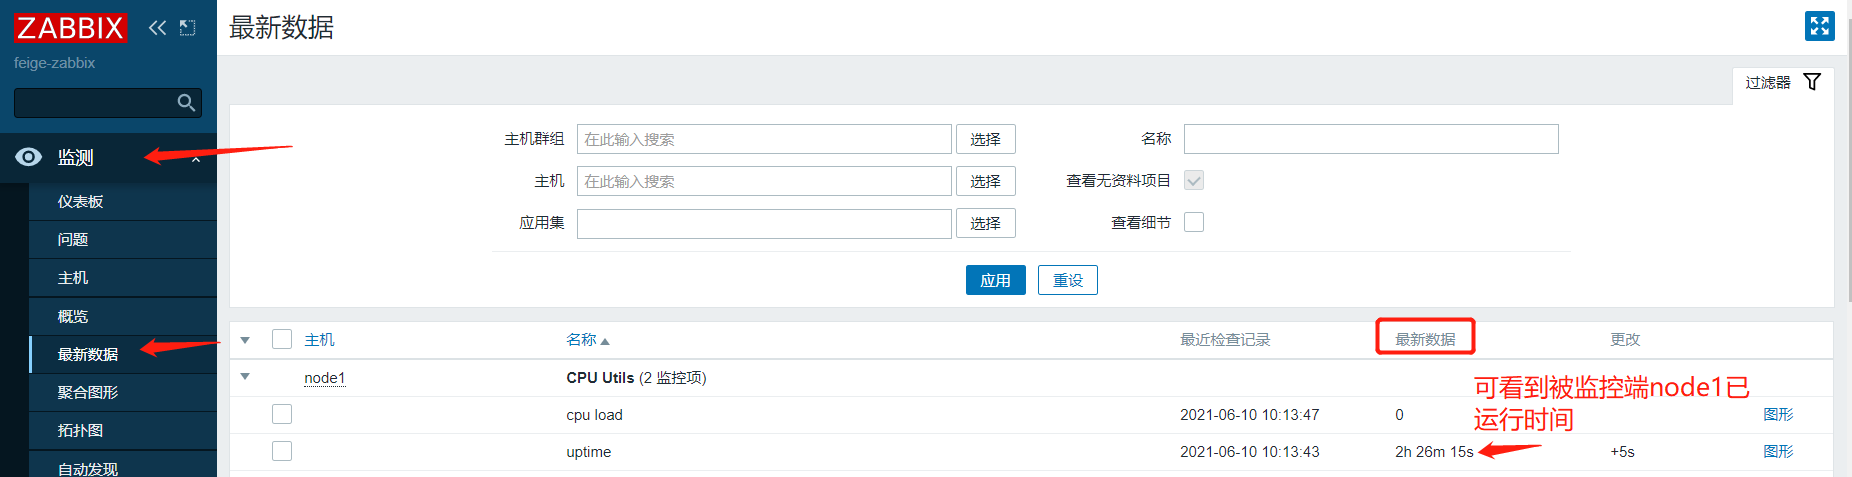 ZABBIX
feige-zabbix
监测
仪表板
问题
主机
概览
最新数据
聚合图形
拓扑图
自动发现
最新数据
过滤器
主机群组 在此输入搜索 选择 名称
主机 在此输入搜索 选择 查看无资料项目
应用集 选择 查看细节
应用 重设
主机 名称 最近检查记录 最新数据 更改
node1 CPU Utils (2 监控项)
可看到被监控端node1已
运行时间
cpu load 2021-06-10 10:13:47 0 图形
uptime 2021-06-10 10:13:43 2h 26m 15s +5s 图形